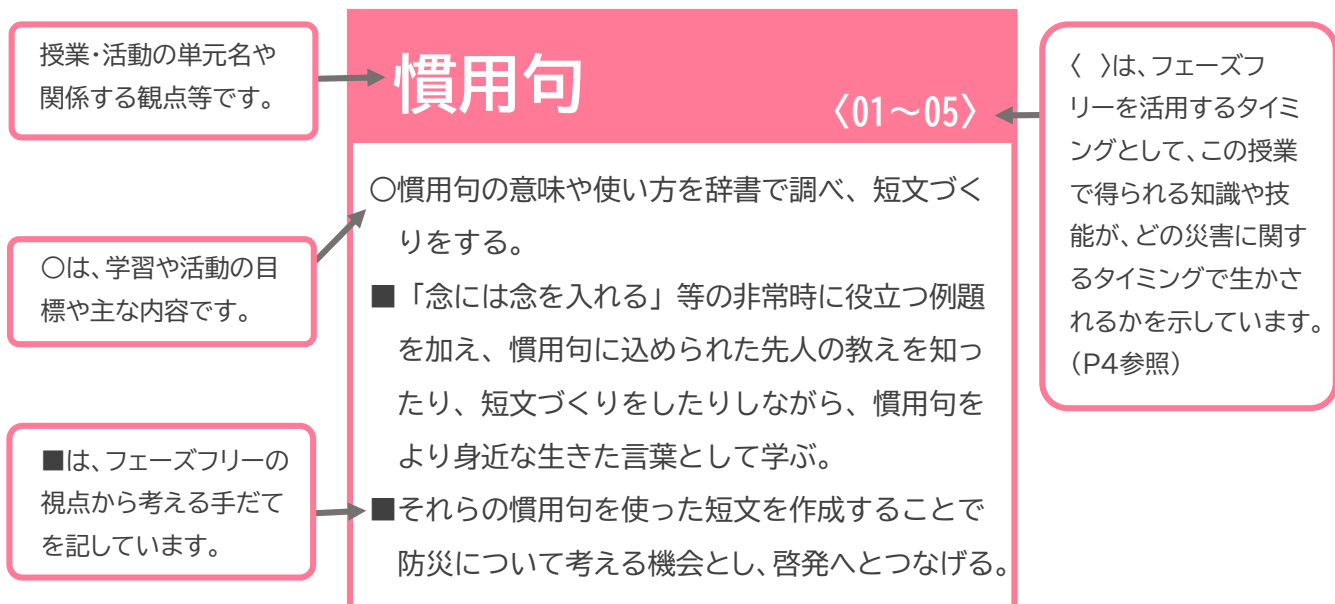 授業・活動の単元名や
関係する観点等です。
○は、学習や活動の目
標や主な内容です。
■は、フェーズフリーの
視点から考える手だて
を記しています。
慣用句
〈01～05〉
○慣用句の意味や使い方を辞書で調べ、短文づく
りをする。
■「念には念を入れる」等の非常時に役立つ例題
を加え、慣用句に込められた先人の教えを知っ
たり、短文づくりをしたりしながら、慣用句を
より身近な生きた言葉として学ぶ。
■それらの慣用句を使った短文を作成することで
防災について考える機会とし、啓発へとつなげる。
〈 〉は、フェーズフ
リーを活用するタイミ
ングとして、この授業
で得られる知識や技
能が、どの災害に関す
るタイミングで生かさ
れるかを示しています。
（P4参照）